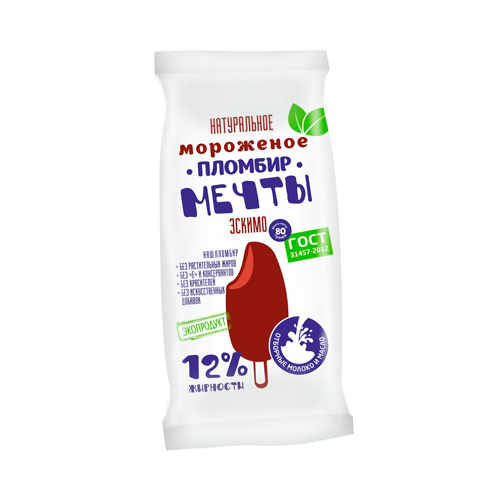 НАТУРАЛЬНОЕ
мороженое
• ПЛОМБИР •
МЕЧТЫ
ЭСКИМО
80
ГОСТ
31457-2012
НАШ ПЛОМБИР
• БЕЗ РАСТИТЕЛЬНЫХ ЖИРОВ
• БЕЗ «Е» И КОНСЕРВАНТОВ
• БЕЗ КРАСИТЕЛЕЙ
• БЕЗ ИСКУССТВЕННЫХ
ДОБАВОК
ЭКОПРОДУКТ
ОТБОРНЫЕ МОЛОКО И МАСЛО
12%
ЖИРНОСТИ